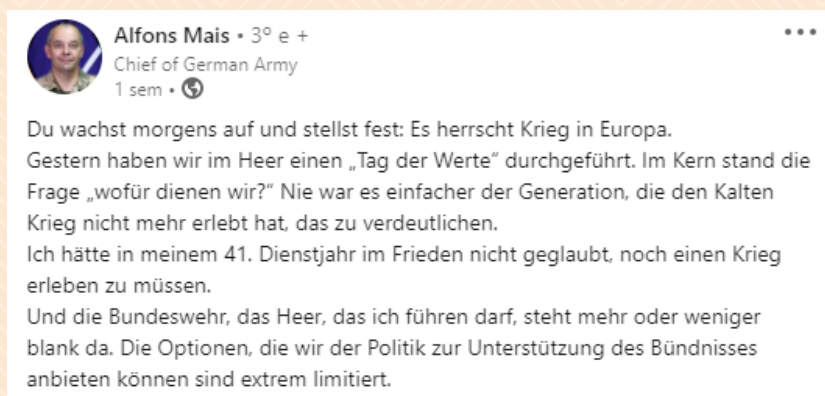 Alfons Mais • 3º e +
Chief of German Army
1 sem •
Du wachst morgens auf und stellst fest: Es herrscht Krieg in Europa.
Gestern haben wir im Heer einen „Tag der Werte“ durchgeführt. Im Kern stand die
Frage „wofür dienen wir?“ Nie war es einfacher der Generation, die den Kalten
Krieg nicht mehr erlebt hat, das zu verdeutlichen.
Ich hätte in meinem 41. Dienstjahr im Frieden nicht geglaubt, noch einen Krieg
erleben zu müssen.
Und die Bundeswehr, das Heer, das ich führen darf, steht mehr oder weniger
blank da. Die Optionen, die wir der Politik zur Unterstützung des Bündnisses
anbieten können sind extrem limitiert.